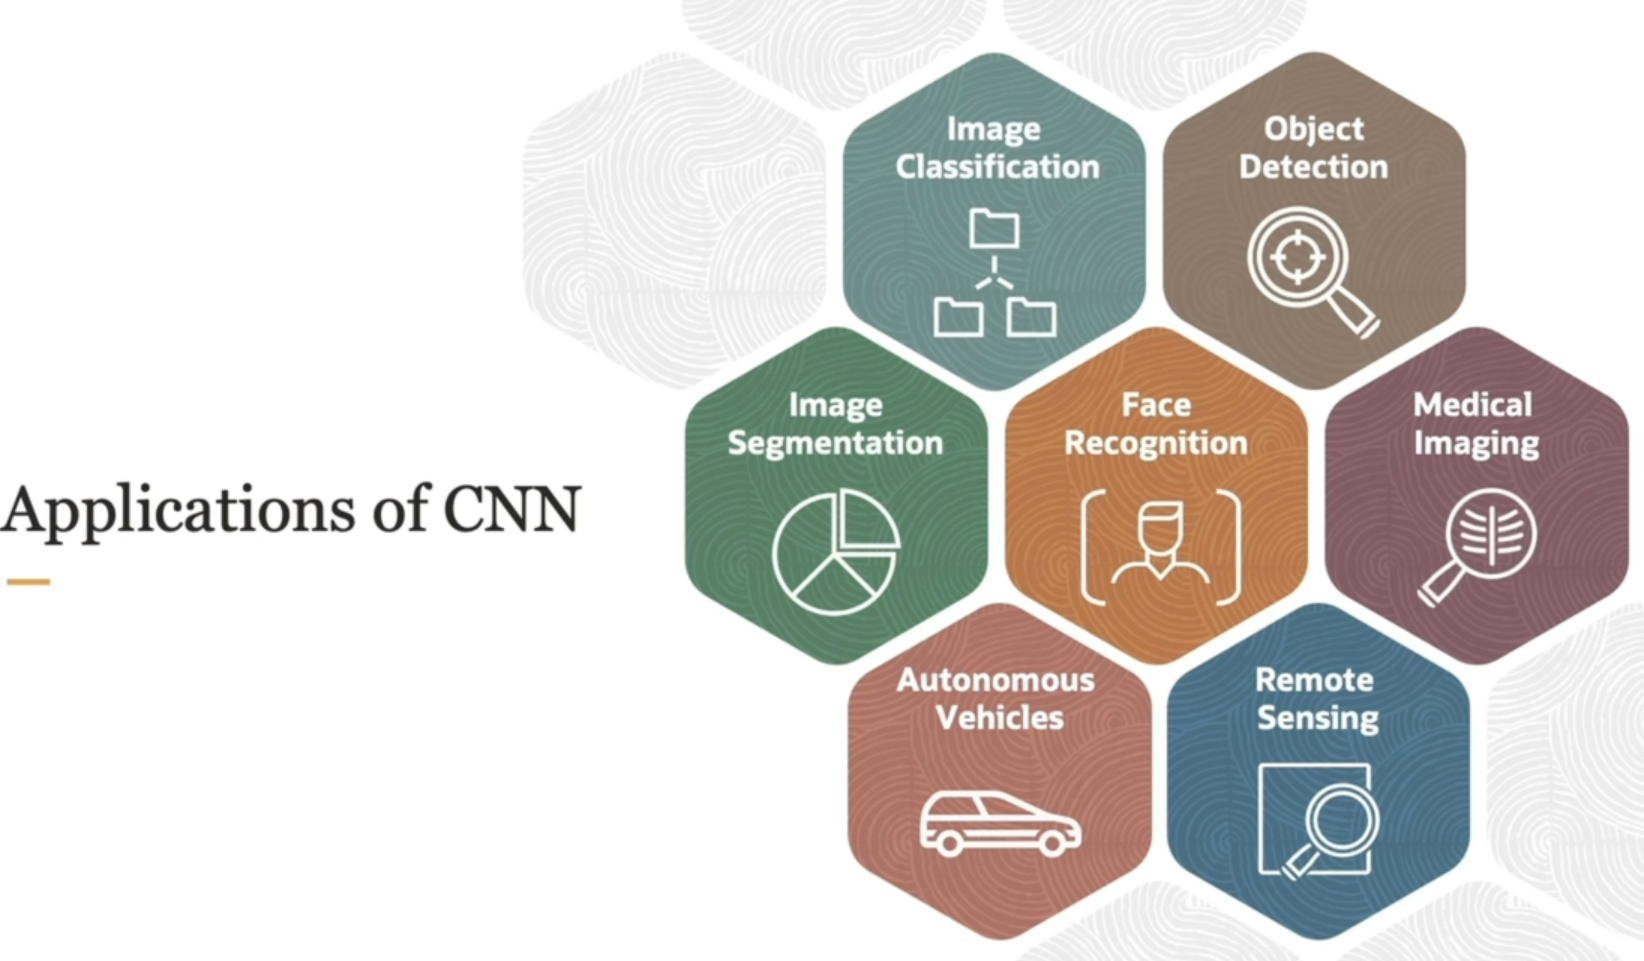 Applications of CNN
Image
Classification
Object
Detection
Image
Segmentation
Face
Recognition
Medical
Imaging
Autonomous
Vehicles
Remote
Sensing